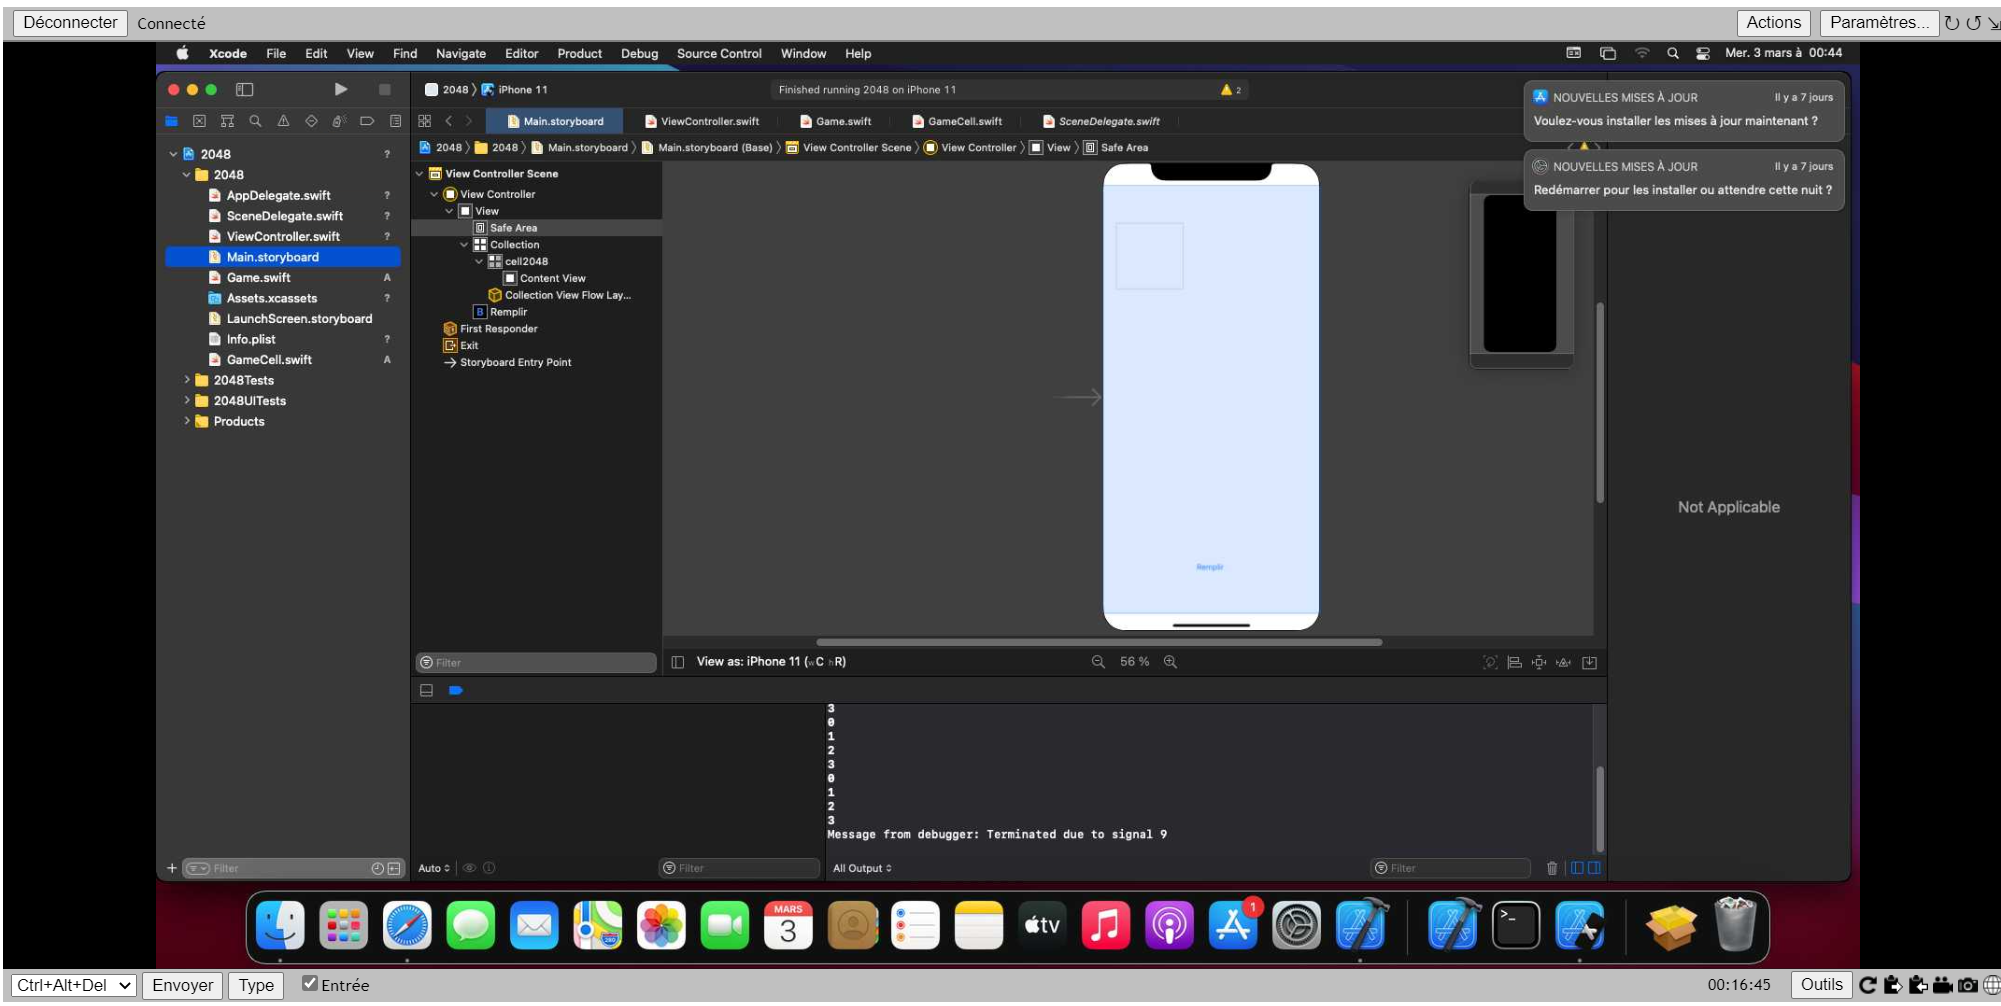 Déconnecter Connecté Actions Paramètres...
Xcode File Edit View Find Navigate Editor Product Debug Source Control Window Help Mer. 3 mars à 00:44
2048 iPhone 11 Finished running 2048 on iPhone 11 2
NOUVELLES MISES À JOUR Il y a 7 jours
Voulez-vous installer les mises à jour maintenant ?
NOUVELLES MISES À JOUR Il y a 7 jours
Redémarrer pour les installer ou attendre cette nuit ?
Main.storyboard ViewController.swift Game.swift GameCell.swift SceneDelegate.swift
2048 2048 Main.storyboard Main.storyboard (Base) View Controller Scene View Controller View Safe Area
2048 ?
2048
AppDelegate.swift ?
SceneDelegate.swift ?
ViewController.swift ?
Main.storyboard
Game.swift A
Assets.xcassets ?
LaunchScreen.storyboard
Info.plist ?
GameCell.swift A
2048Tests
2048UITests
Products
View Controller Scene
View Controller
View
Safe Area
Collection
cell2048
Content View
Collection View Flow Lay...
B Remplir
First Responder
Exit
Storyboard Entry Point
Remplir
Not Applicable
Filter
View as: iPhone 11 (wC hR) 56 %
3
0
1
2
3
0
1
2
3
Message from debugger: Terminated due to signal 9
Filter
Auto Filter All Output Filter
MARS
3
tv
1
Ctrl+Alt+Del Envoyer Type Entrée 00:16:45 Outils